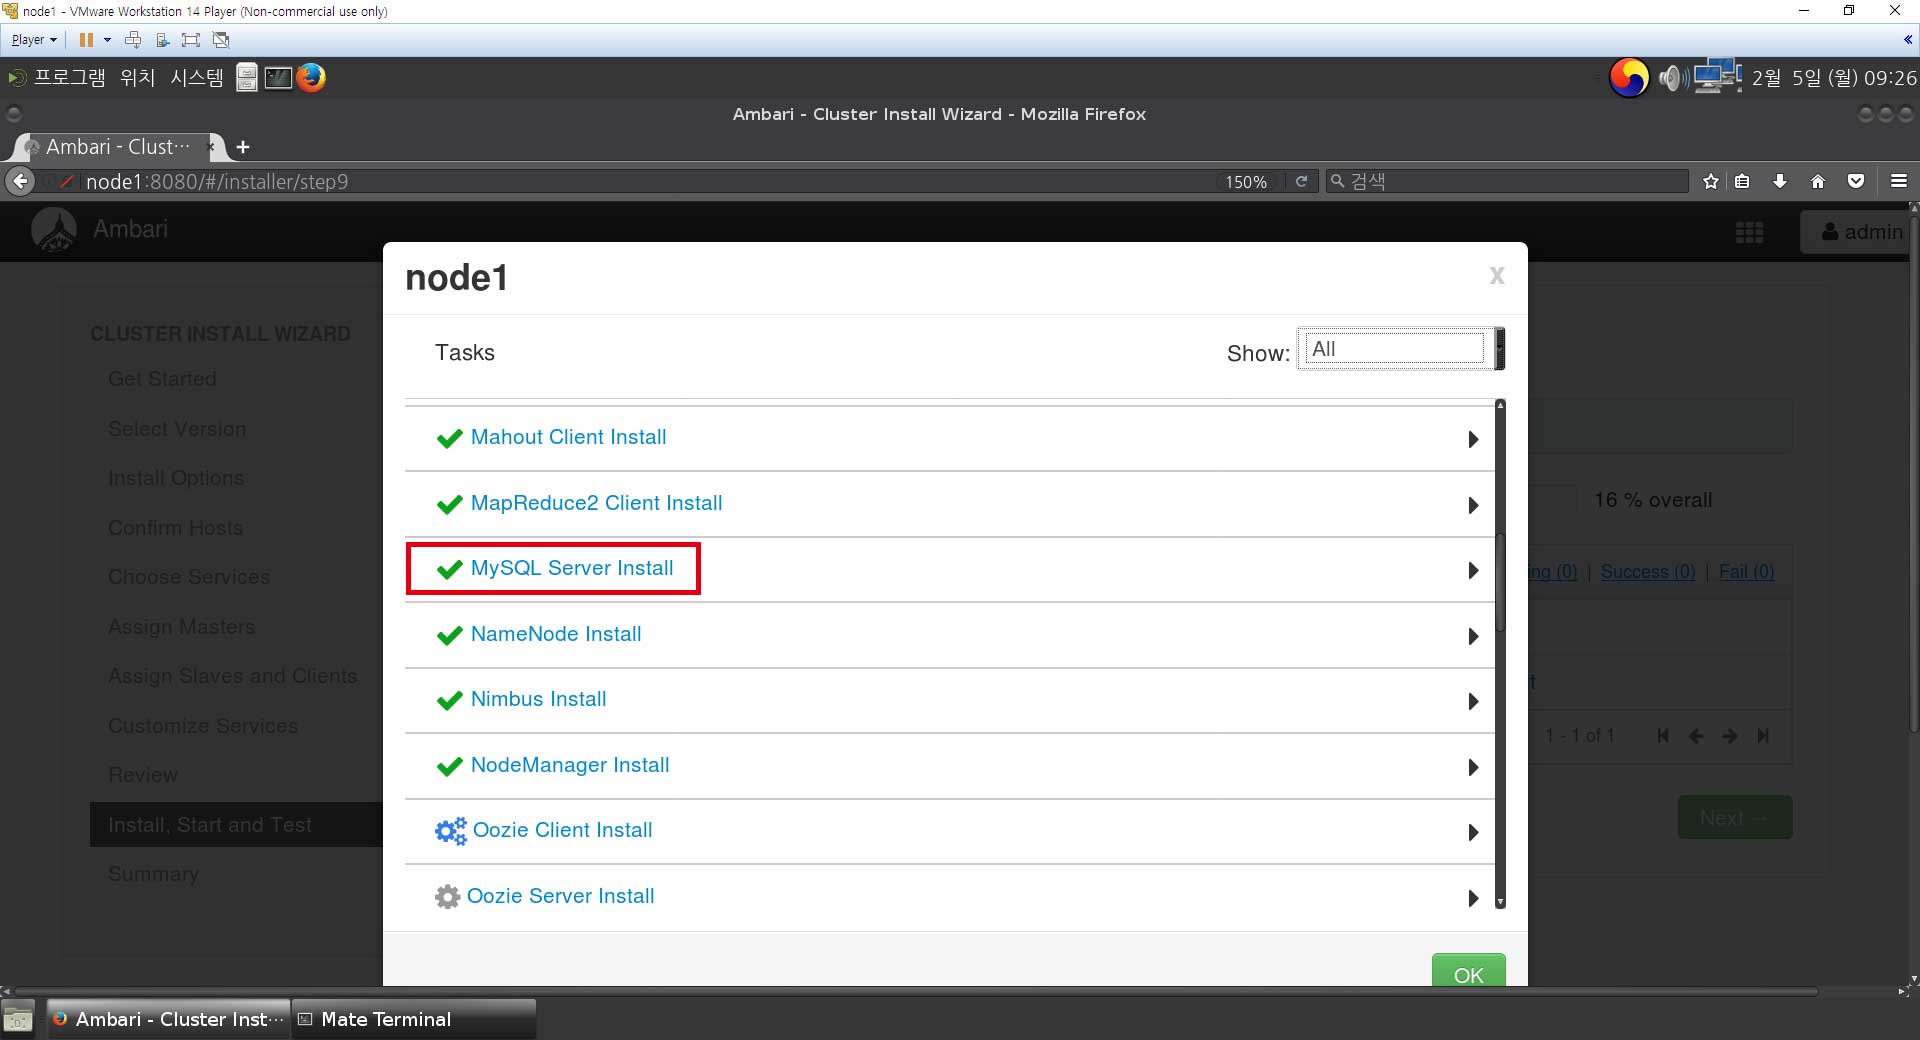 node1 - VMware Workstation 14 Player (Non-commercial use only)
Player
프로그램 위치 시스템
2월 5일 (월) 09:26
Ambari - Cluster Install Wizard - Mozilla Firefox
Ambari - Clust···
node1:8080/#/installer/step9
150%
검색
Ambari
admin
node1
x
CLUSTER INSTALL WIZARD
Get Started
Select Version
Install Options
Confirm Hosts
Choose Services
Assign Masters
Assign Slaves and Clients
Customize Services
Review
Install, Start and Test
Summary
Tasks
Show: All
Mahout Client Install
MapReduce2 Client Install
MySQL Server Install
NameNode Install
Nimbus Install
NodeManager Install
Oozie Client Install
Oozie Server Install
OK
16 % overall
ing (0) | Success (0) | Fail (0)
1 - 1 of 1
Next →
Ambari - Cluster Inst···
Mate Terminal